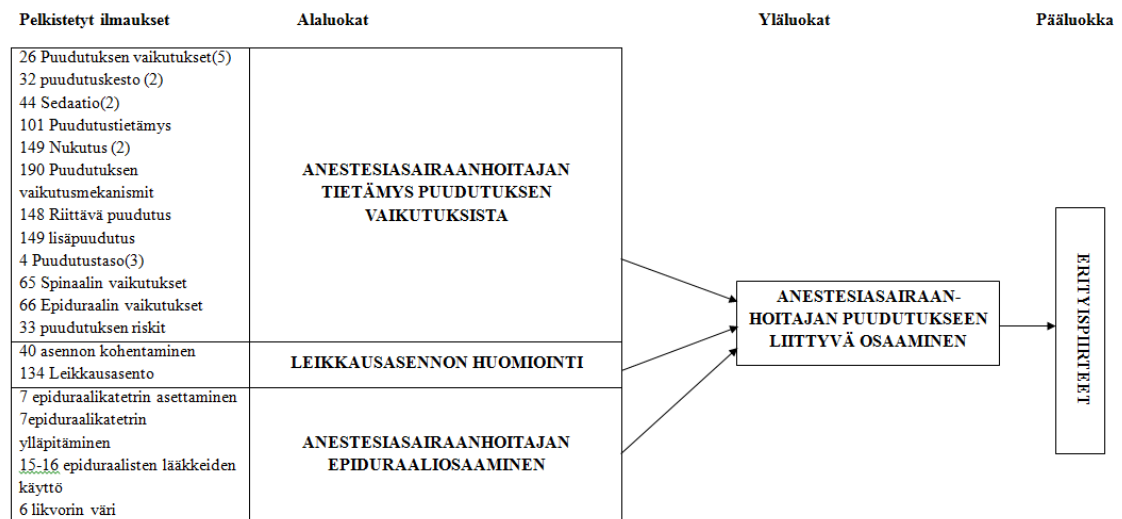 Pelkistetyt ilmaukset
Alaluokat
Yläluokat
Pääluokka
26 Puudutuksen vaikutukset(5)
32 puudutuskesto (2)
44 Sedaatio(2)
101 Puudutustietämys
149 Nukutus (2)
190 Puudutuksen
vaikutusmekanismit
148 Riittävä puudutus
149 lisäpuudutus
4 Puudutustaso(3)
65 Spinaalin vaikutukset
66 Epiduraalin vaikutukset
33 puudutuksen riskit
ANESTESIASAIRAANHOITAJAN
TIETÄMYS PUUDUTUKSEN
VAIKUTUKSISTA
40 asennon kohentaminen
134 Leikkausasento
LEIKKAUSASENNON HUOMIOINTI
7 epiduraalikatetrin asettaminen
7epiduraalikatetrin
ylläpitäminen
15-16 epiduraalisten lääkkeiden
käyttö
6 likvorin väri
ANESTESIASAIRAANHOITAJAN
EPIDURAALIOSAAMINEN
ANESTESIASAIRAAN-
HOITAJAN PUUDUTUKSEEN
LIITTYVÄ OSAAMINEN
ERITYISPIIRTEET